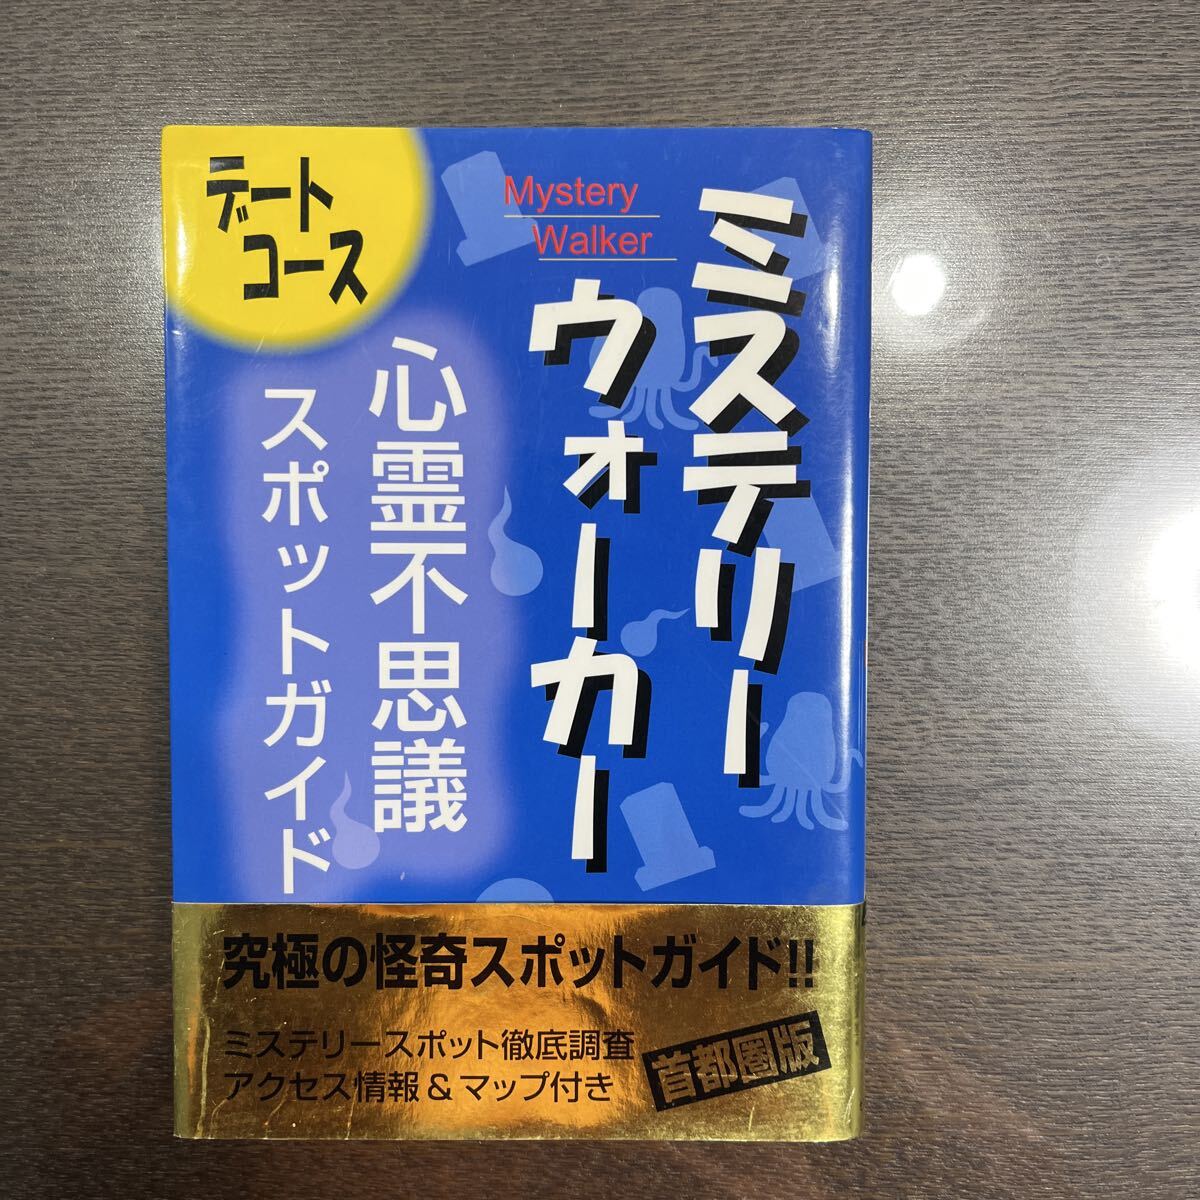 ミステリー
ウォーカー
Mystery
Walker
デート
コース
心霊不思議
スポットガイド
究極の怪奇スポットガイド!!
ミステリースポット徹底調査
アクセス情報&マップ付き
首都圏版